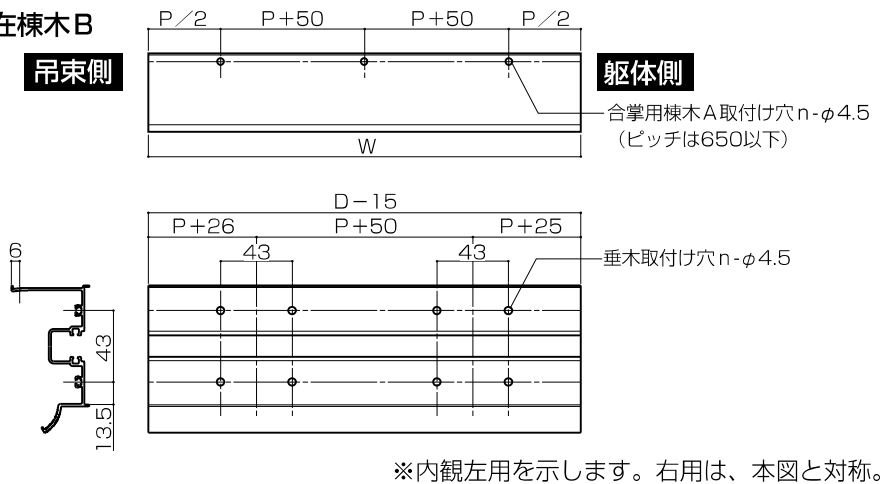 在棟木B
吊束側
P/2 P+50 P+50 P/2
躯体側
合掌用棟木A取付け穴n-φ4.5
（ピッチは650以下）
W
D-15
P+26 P+50 P+25
43 43
垂木取付け穴n-φ4.5
6
43
13.5
※内観左用を示します。右用は、本図と対称。